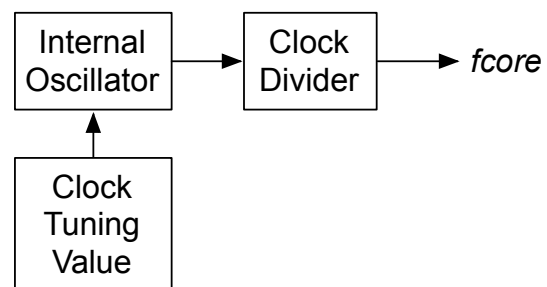 Internal
Oscillator
Clock
Divider
fcore
Clock
Tuning
Value